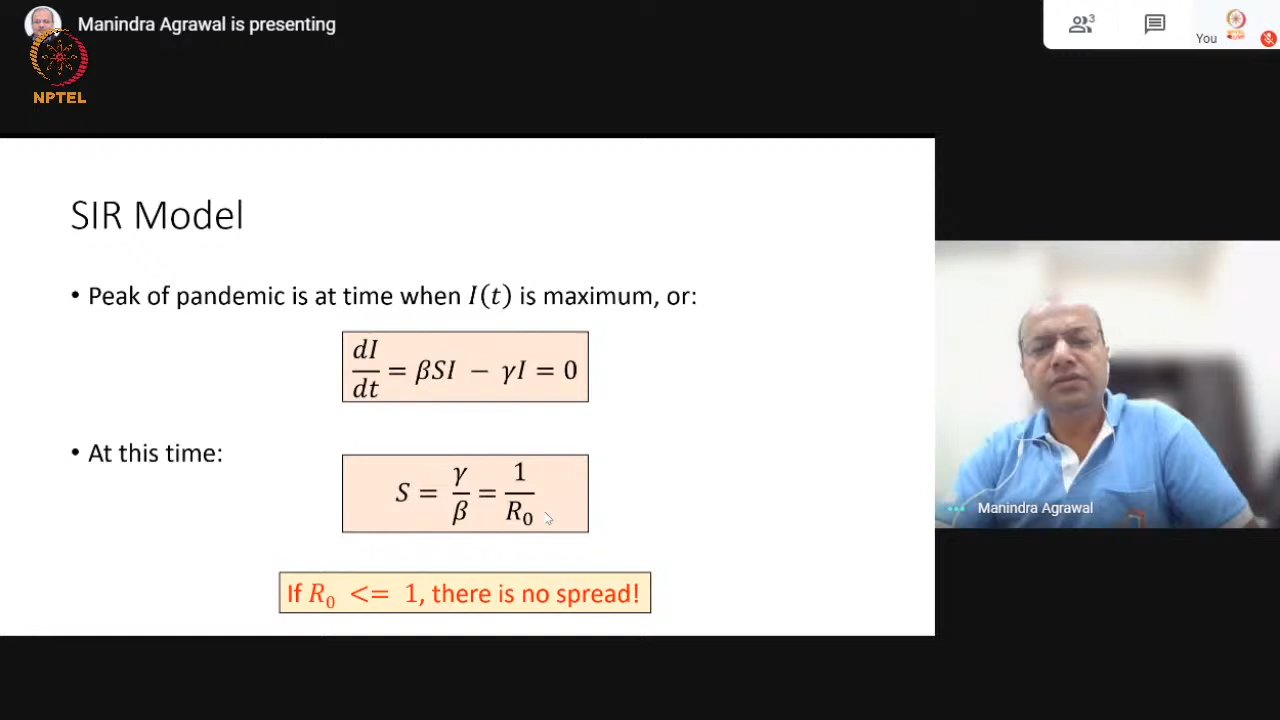 Manindra Agrawal is presenting
3
You
NPTEL
SIR Model
• Peak of pandemic is at time when I(t) is maximum, or:
dI/dt = βSI − γI = 0
• At this time:
S = γ/β = 1/R₀
If R₀ <= 1, there is no spread!
Manindra Agrawal